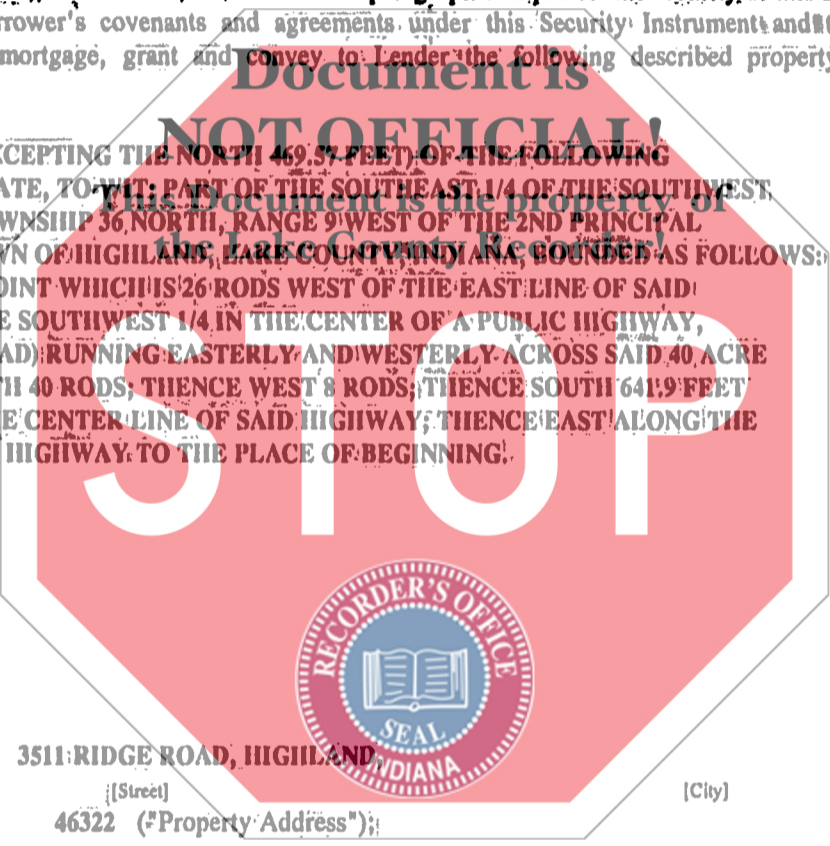 rrower's covenants and agreements under this Security Instrument and
mortgage, grant and convey to Lender the following described property
Document is
NOT OFFICIAL!
This Document is the property of
the Lake County Recorder!
CEPTING THE NORTH 469.57 FEET) OF THE FOLLOWING
ATE, TO WIT: PART OF THE SOUTHEAST 1/4 OF THE SOUTHWEST
WNSHIP 36 NORTH, RANGE 9 WEST OF THE 2ND PRINCIPAL
WN OF HIGHLAND, LAKE COUNTY, INDIANA, BOUNDED AS FOLLOWS:
OINT WHICH IS 26 RODS WEST OF THE EAST LINE OF SAID
E SOUTHWEST 1/4 IN THE CENTER OF A PUBLIC HIGHWAY,
AD) RUNNING EASTERLY AND WESTERLY ACROSS SAID 40 ACRE
TH 40 RODS; THENCE WEST 8 RODS; THENCE SOUTH 641.9 FEET
E CENTER LINE OF SAID HIGHWAY; THENCE EAST ALONG THE
HIGHWAY TO THE PLACE OF BEGINNING.
STOP
RECORDER'S OFFICE
SEAL
INDIANA
3511 RIDGE ROAD, HIGHLAND,
[Street] [City]
46322 ("Property Address");